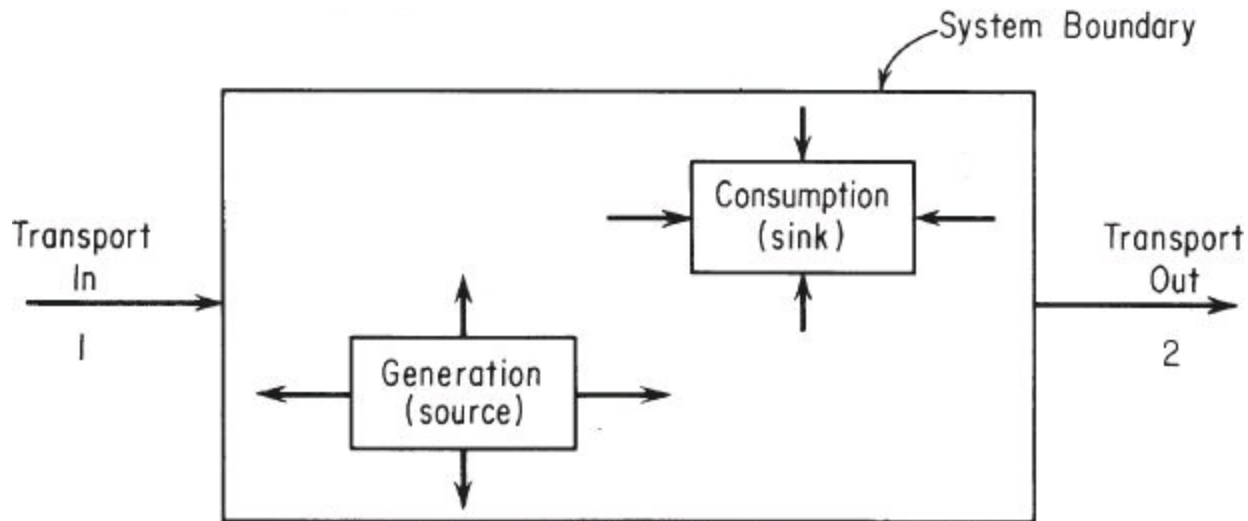 System Boundary
Consumption
(sink)
Transport
In
1
Transport
Out
2
Generation
(source)